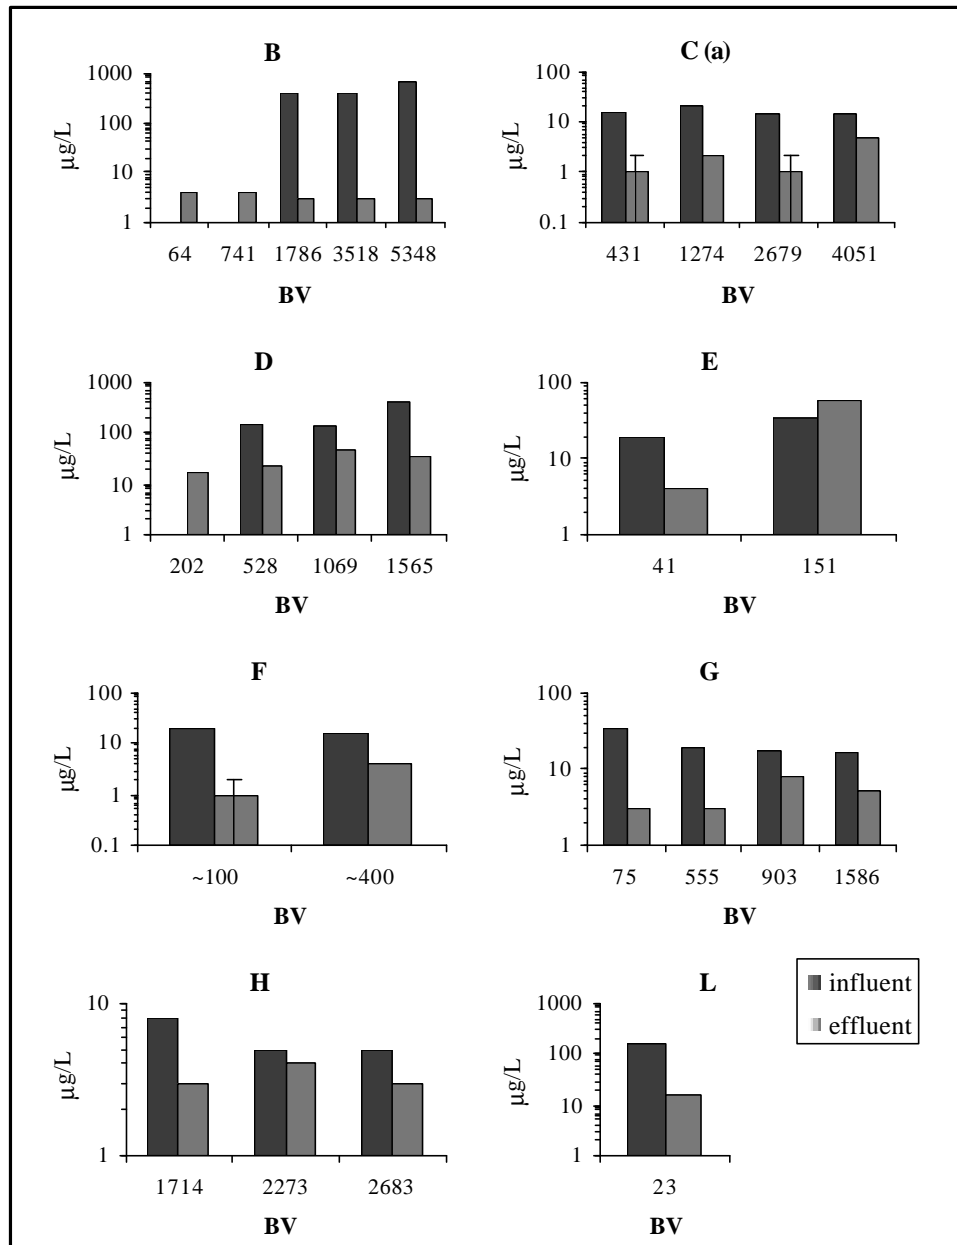 B
1000
100
10
1
µg/L
64 741 1786 3518 5348
BV
C (a)
100
10
1
0.1
µg/L
431 1274 2679 4051
BV
D
1000
100
10
1
µg/L
202 528 1069 1565
BV
E
100
10
1
µg/L
41 151
BV
F
100
10
1
0.1
µg/L
~100 ~400
BV
G
100
10
1
µg/L
75 555 903 1586
BV
H
10
1
µg/L
1714 2273 2683
BV
L
1000
100
10
1
µg/L
23
BV
influent
effluent